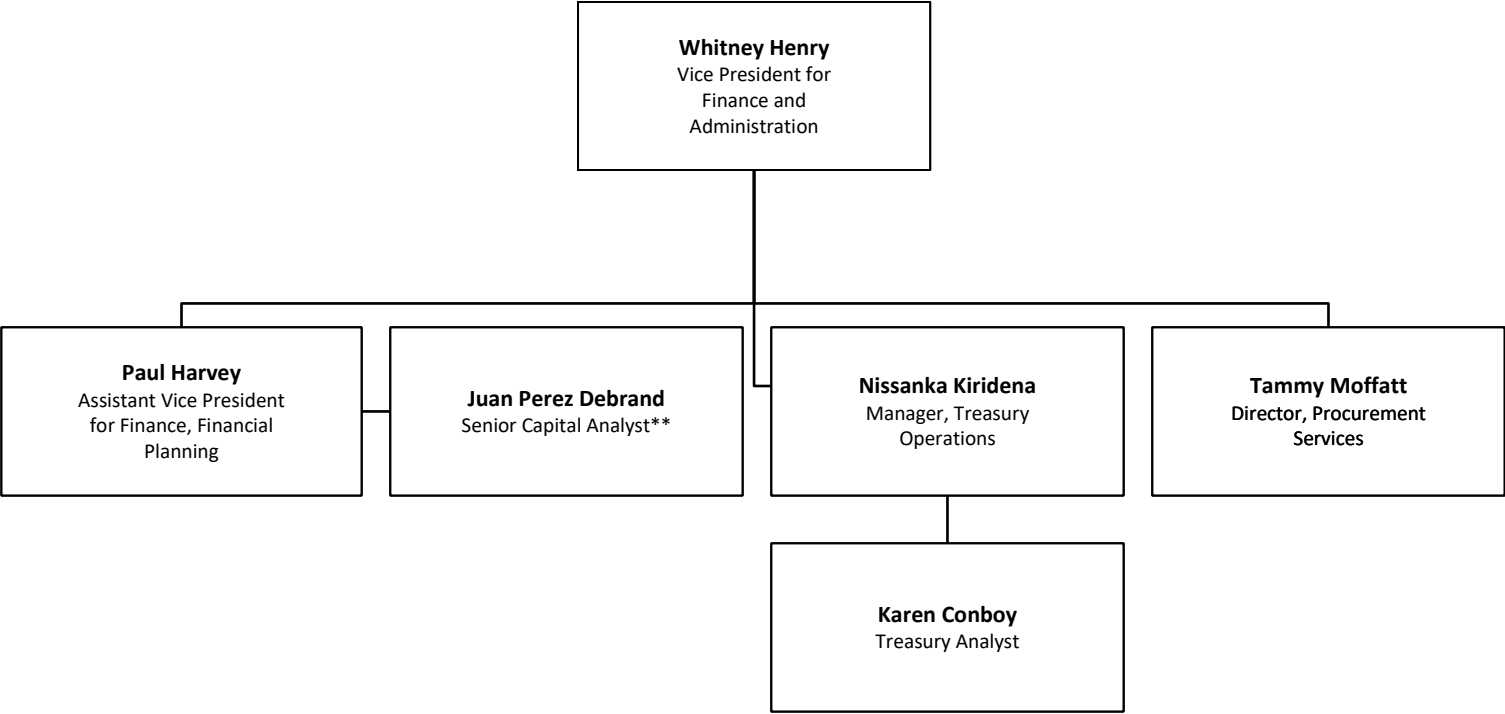 Whitney Henry
Vice President for
Finance and
Administration
Paul Harvey
Assistant Vice President
for Finance, Financial
Planning
Juan Perez Debrand
Senior Capital Analyst**
Nissanka Kiridena
Manager, Treasury
Operations
Tammy Moffatt
Director, Procurement
Services
Karen Conboy
Treasury Analyst